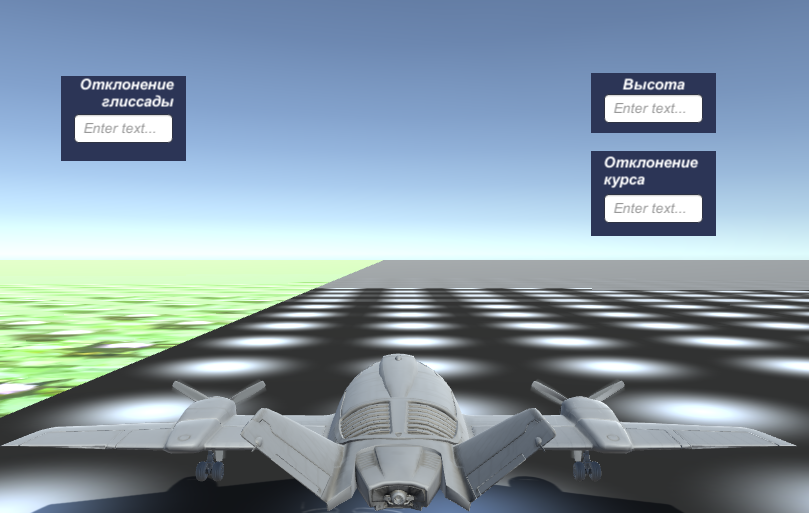 Отклонение
глиссады
Enter text...
Высота
Enter text...
Отклонение
курса
Enter text...